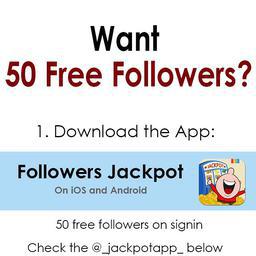 Want
50 Free Followers?
1. Download the App:
Followers Jackpot
On iOS and Android
JACKPOT
50 free followers on signin
Check the @_jackpotapp_ below